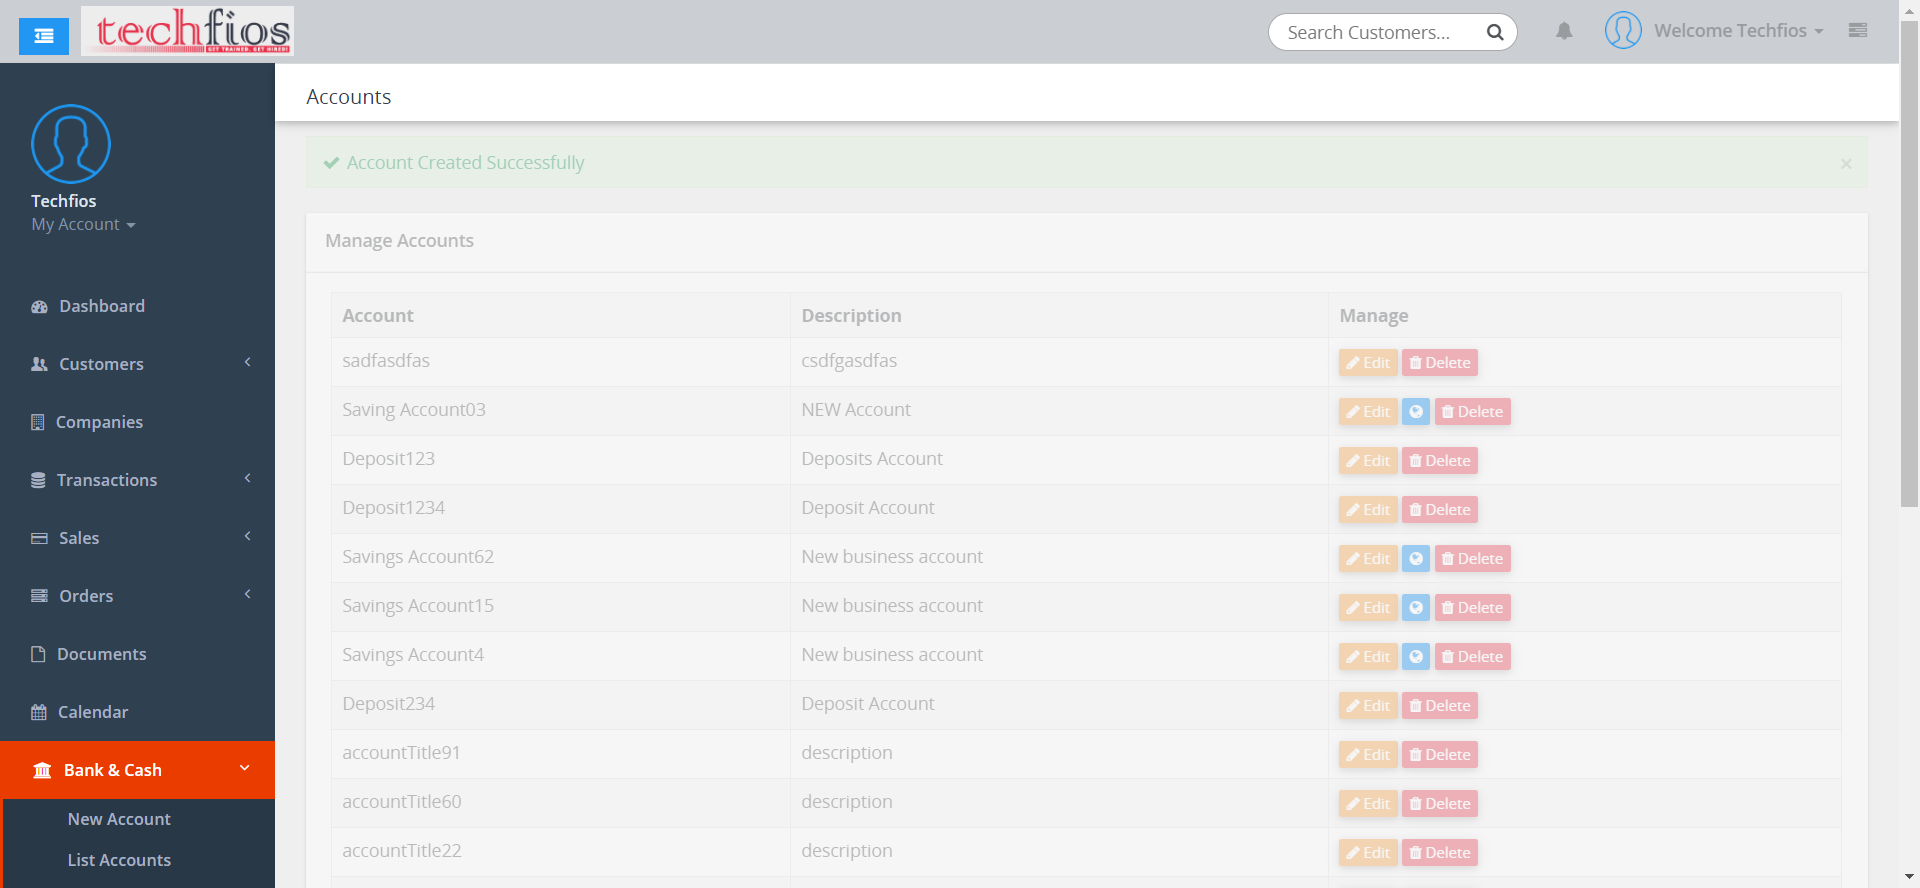 techfios
GET TRAINED. GET HIRED!
Search Customers...
Welcome Techfios
Accounts
Techfios
My Account
Dashboard
Customers
Companies
Transactions
Sales
Orders
Documents
Calendar
Bank & Cash
New Account
List Accounts
Account Created Successfully
×
Manage Accounts
Account Description Manage
sadfasdfas csdfgasdfas Edit Delete
Saving Account03 NEW Account Edit Delete
Deposit123 Deposits Account Edit Delete
Deposit1234 Deposit Account Edit Delete
Savings Account62 New business account Edit Delete
Savings Account15 New business account Edit Delete
Savings Account4 New business account Edit Delete
Deposit234 Deposit Account Edit Delete
accountTitle91 description Edit Delete
accountTitle60 description Edit Delete
accountTitle22 description Edit Delete